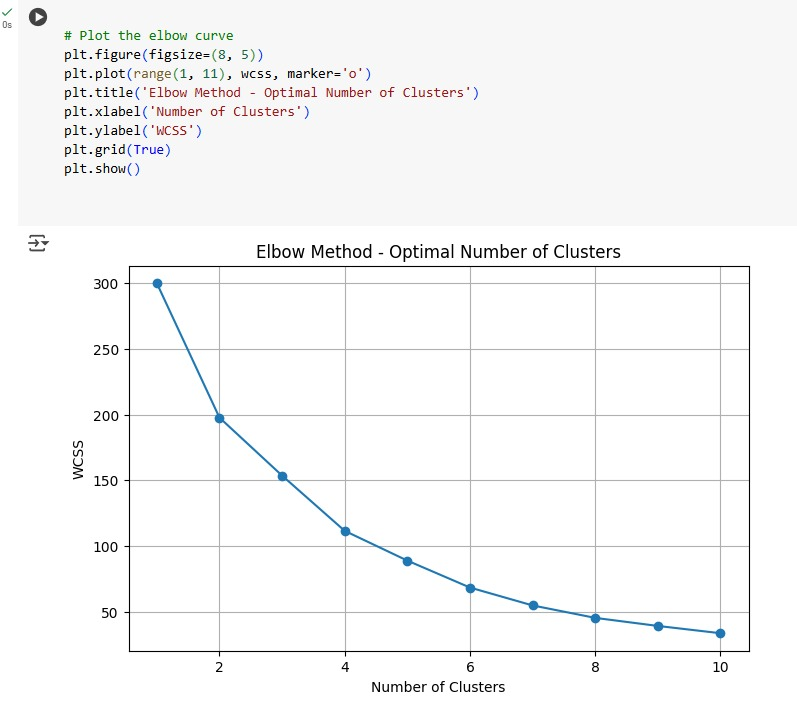 0s
# Plot the elbow curve
plt.figure(figsize=(8, 5))
plt.plot(range(1, 11), wcss, marker='o')
plt.title('Elbow Method - Optimal Number of Clusters')
plt.xlabel('Number of Clusters')
plt.ylabel('WCSS')
plt.grid(True)
plt.show()
Elbow Method - Optimal Number of Clusters
300
250
200
150
100
50
WCSS
2 4 6 8 10
Number of Clusters